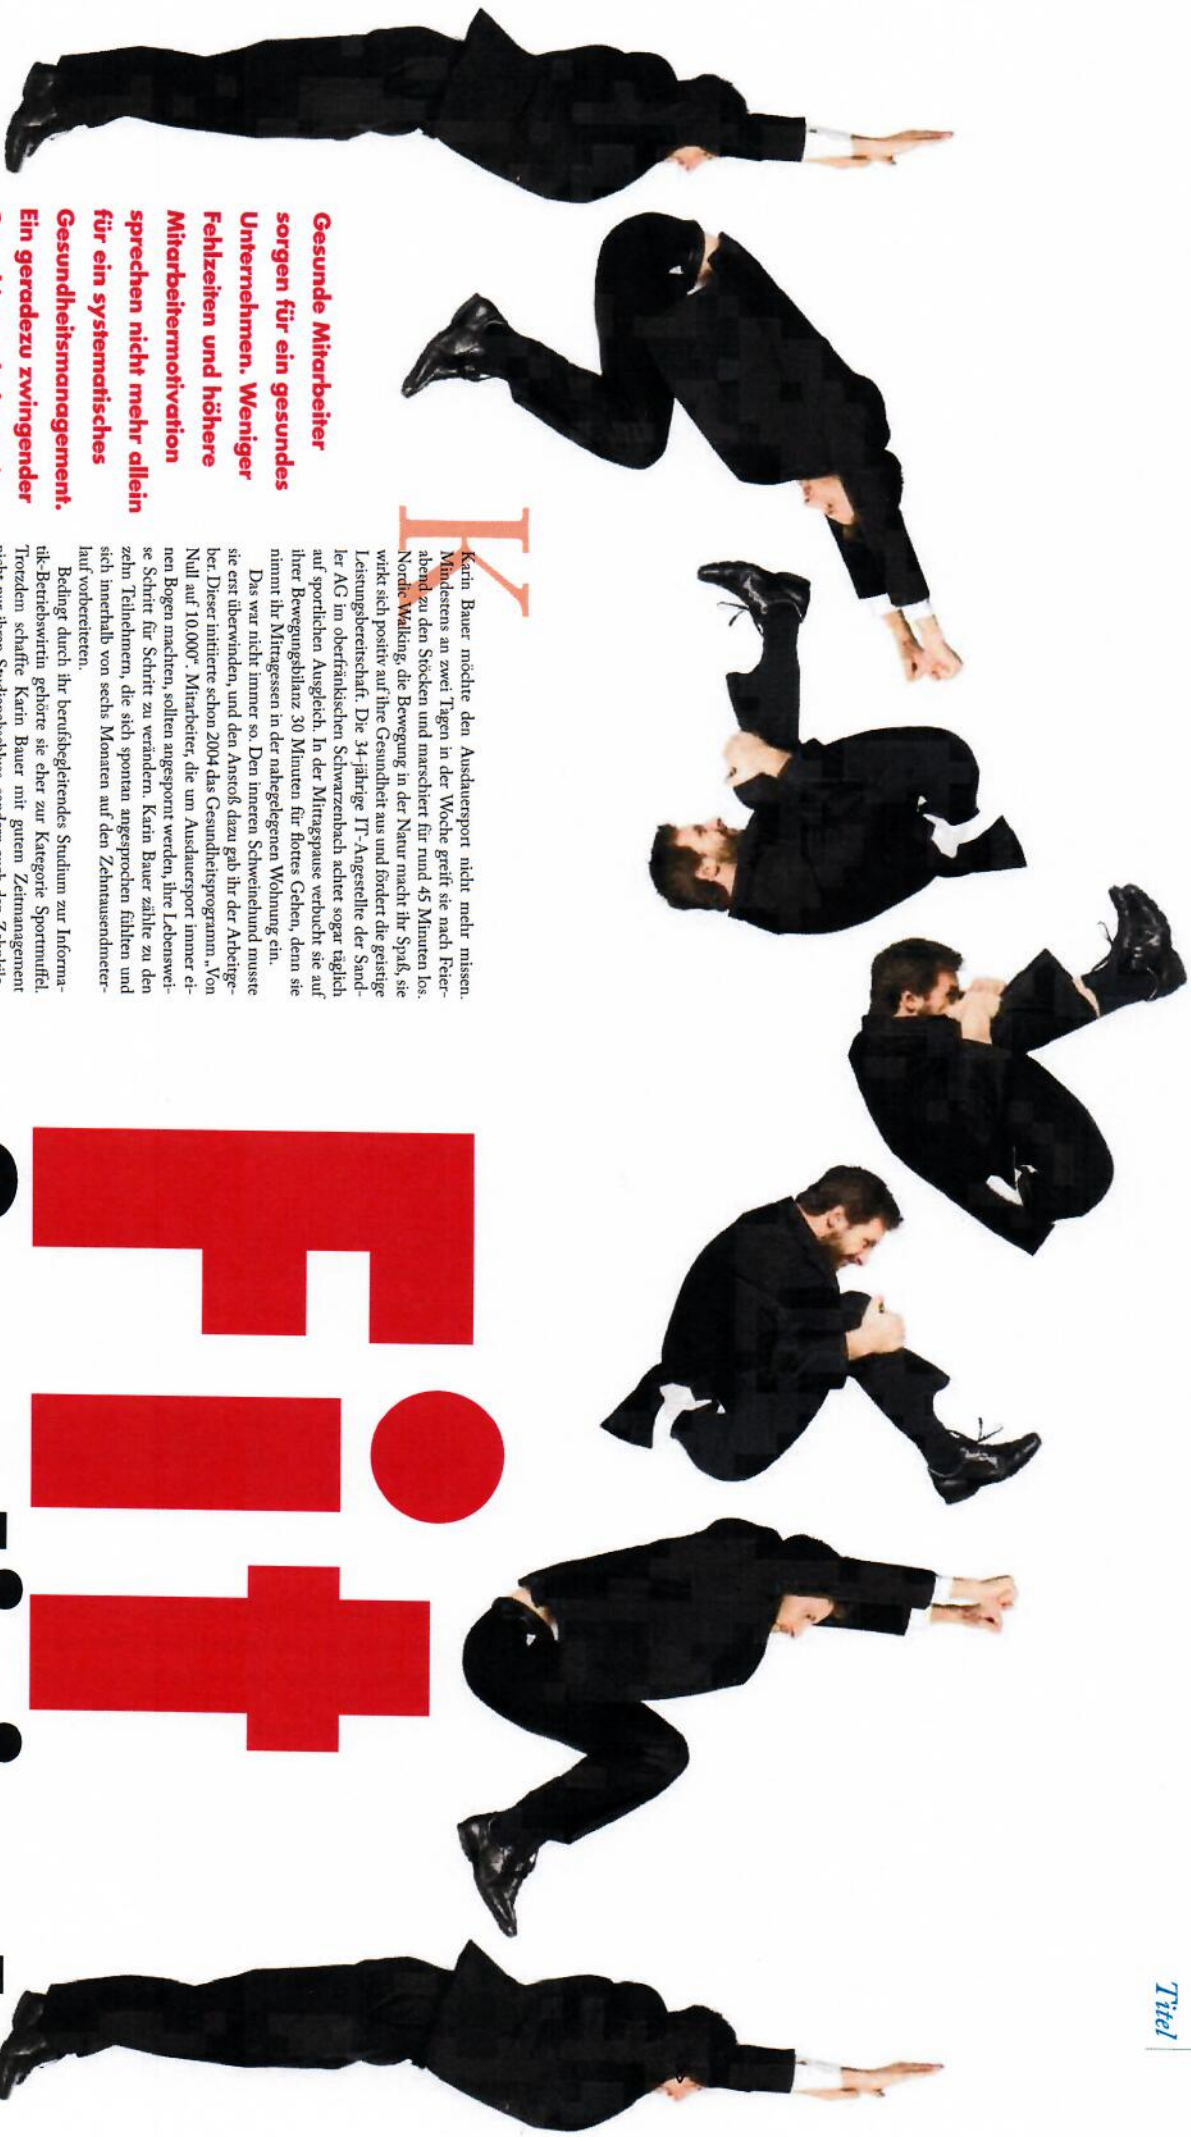 Titel
Gesunde Mitarbeiter
sorgen für ein gesundes
Unternehmen. Weniger
Fehlzeiten und höhere
Mitarbeitermotivation
sprechen nicht mehr allein
für ein systematisches
Gesundheitsmanagement.
Ein geradezu zwingender
K
Karin Bauer möchte den Ausdauersport nicht mehr missen.
Mindestens an zwei Tagen in der Woche greift sie nach Feier-
abend zu den Stöcken und marschiert für rund 45 Minuten los.
Nordic Walking, die Bewegung in der Natur macht ihr Spaß, sie
wirkt sich positiv auf ihre Gesundheit aus und fördert die geistige
Leistungsbereitschaft. Die 34-jährige IT-Angestellte der Sand-
ler AG im oberfränkischen Schwarzenbach achtet sogar täglich
auf sportlichen Ausgleich. In der Mittagspause verbucht sie auf
ihrer Bewegungsbilanz 30 Minuten für flottes Gehen, denn sie
nimmt ihr Mittagessen in der nahegelegenen Wohnung ein.
Das war nicht immer so. Den inneren Schweinehund musste
sie erst überwinden, und den Anstoß dazu gab ihr der Arbeitge-
ber. Dieser initiierte schon 2004 das Gesundheitsprogramm „Von
Null auf 10.000“. Mitarbeiter, die um Ausdauersport immer ei-
nen Bogen machten, sollten angespornt werden, ihre Lebenswei-
se Schritt für Schritt zu verändern. Karin Bauer zählte zu den
zehn Teilnehmern, die sich spontan angesprochen fühlten und
sich innerhalb von sechs Monaten auf den Zehntausendmeter-
lauf vorbereiteten.
Bedingt durch ihr berufsbegleitendes Studium zur Informa-
tik-Betriebswirtin gehörte sie eher zur Kategorie Sportmuffel.
Trotzdem schaffte Karin Bauer mit gutem Zeitmanagement
Fit